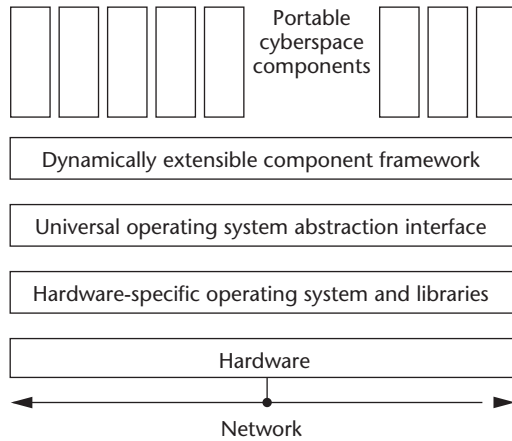 Portable
cyberspace
components
Dynamically extensible component framework
Universal operating system abstraction interface
Hardware-specific operating system and libraries
Hardware
Network